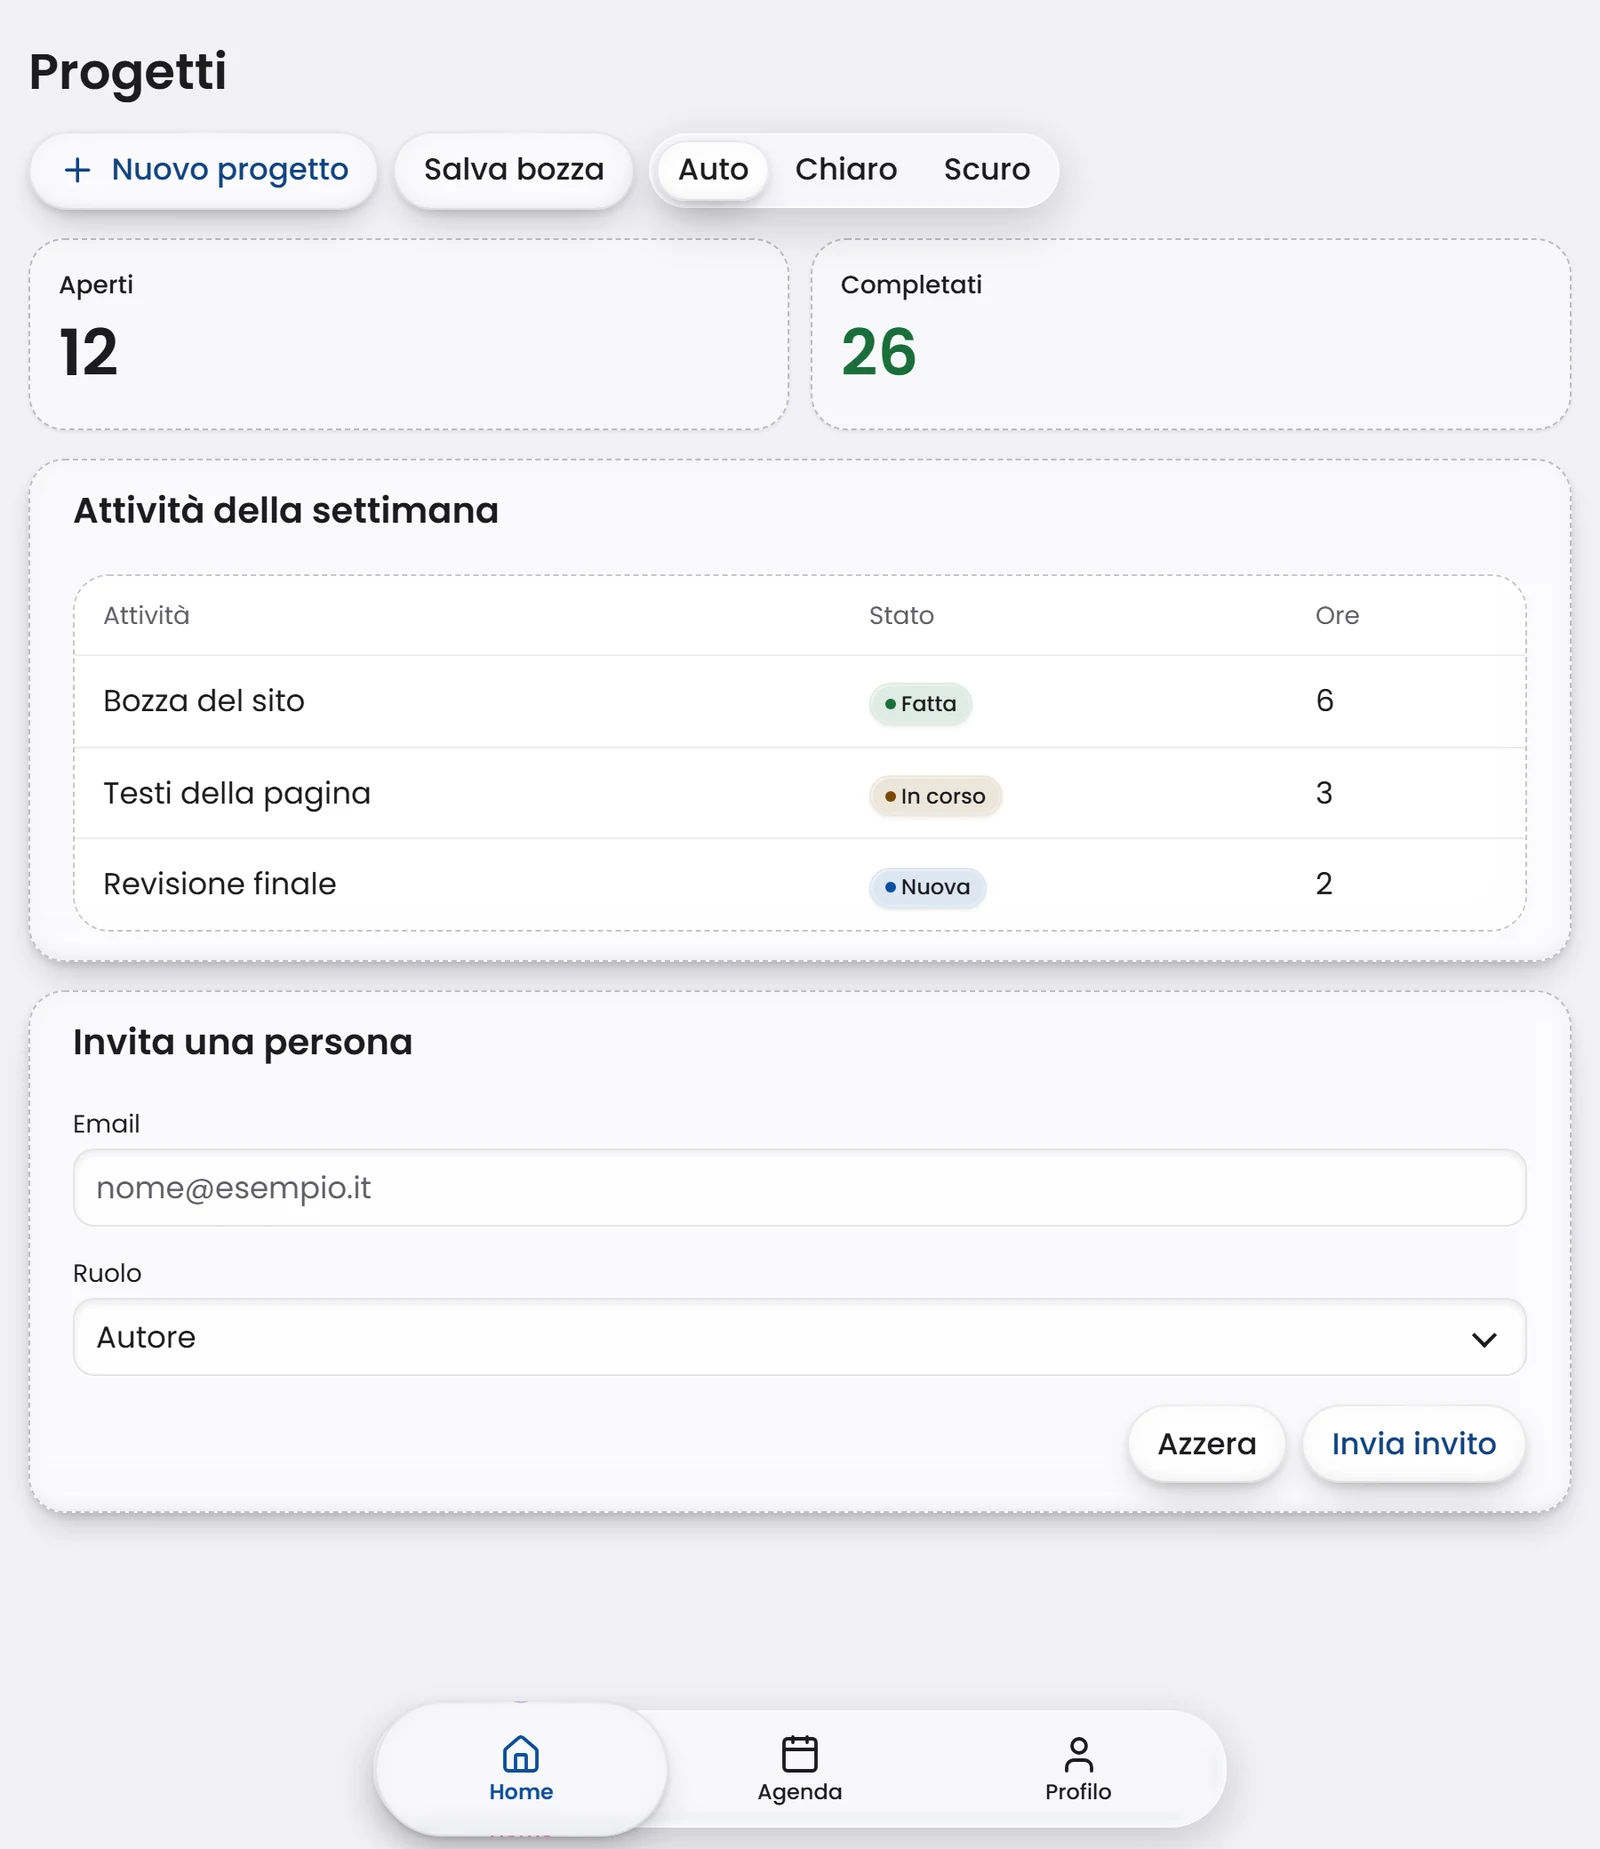 Progetti
Nuovo progetto Salva bozza Auto Chiaro Scuro
Aperti Completati
12 26
Attività della settimana
Attività Stato Ore
Bozza del sito Fatta 6
Testi della pagina In corso 3
Revisione finale Nuova 2
Invita una persona
Email
nome@esempio.it
Ruolo
Autore
Azzera Invia invito
Home Agenda Profilo